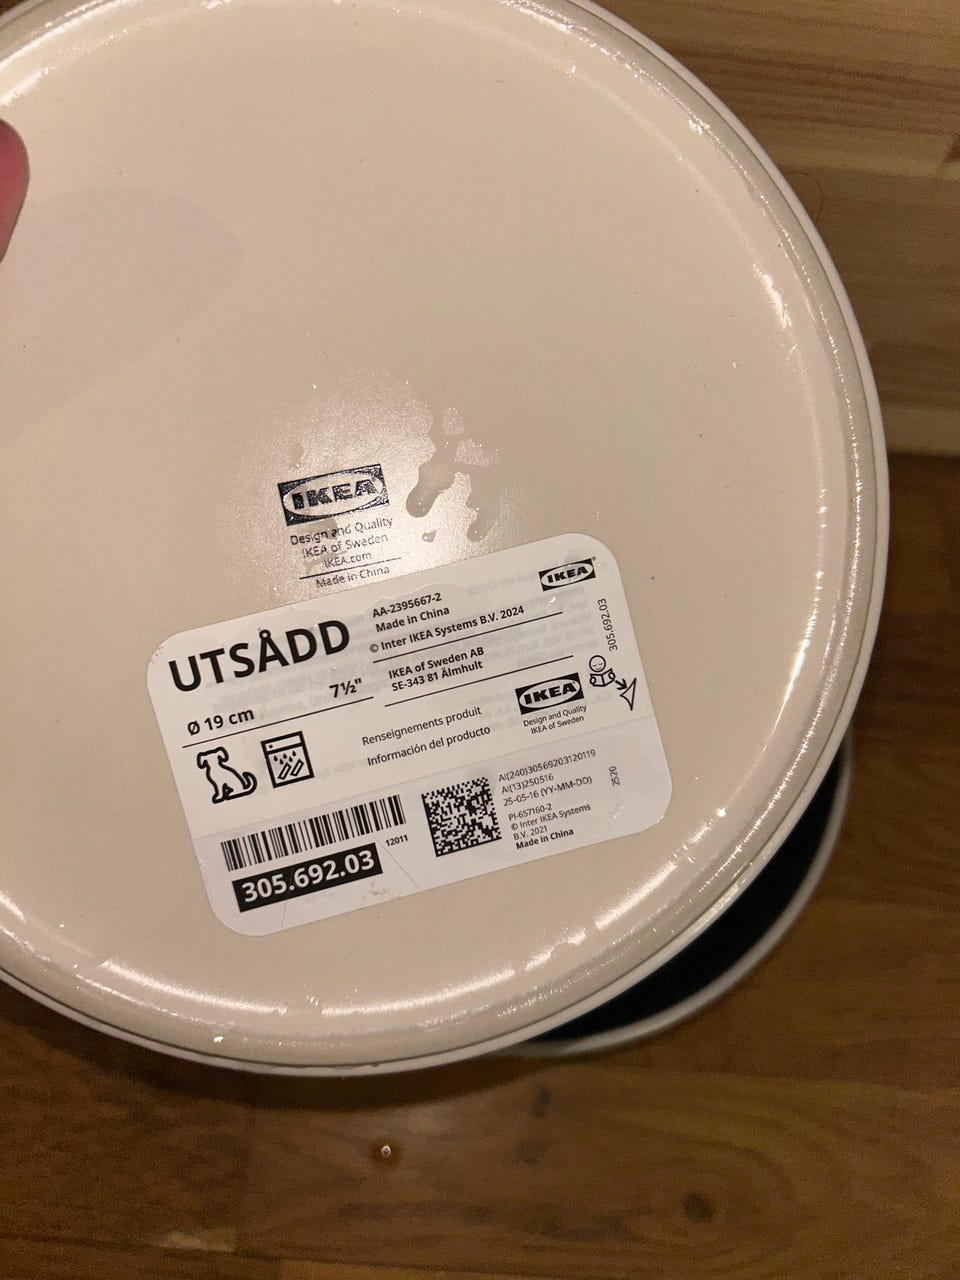 IKEA
Design and Quality
IKEA of Sweden
IKEA.com
Made in China
UTSÅDD
Ø 19 cm
7½"
AA-2395667-2
Made in China
© Inter IKEA Systems B.V. 2024
IKEA of Sweden AB
SE-343 81 Älmhult
IKEA
305.692.03
Renseignements produit
Información del producto
IKEA
Design and Quality
IKEA of Sweden
12011
305.692.03
AI(240)30569203120119
AI(13)250516
25-05-16 (YY-MM-DD)
2520
PI-657160-2
© Inter IKEA Systems
B.V. 2021
Made in China